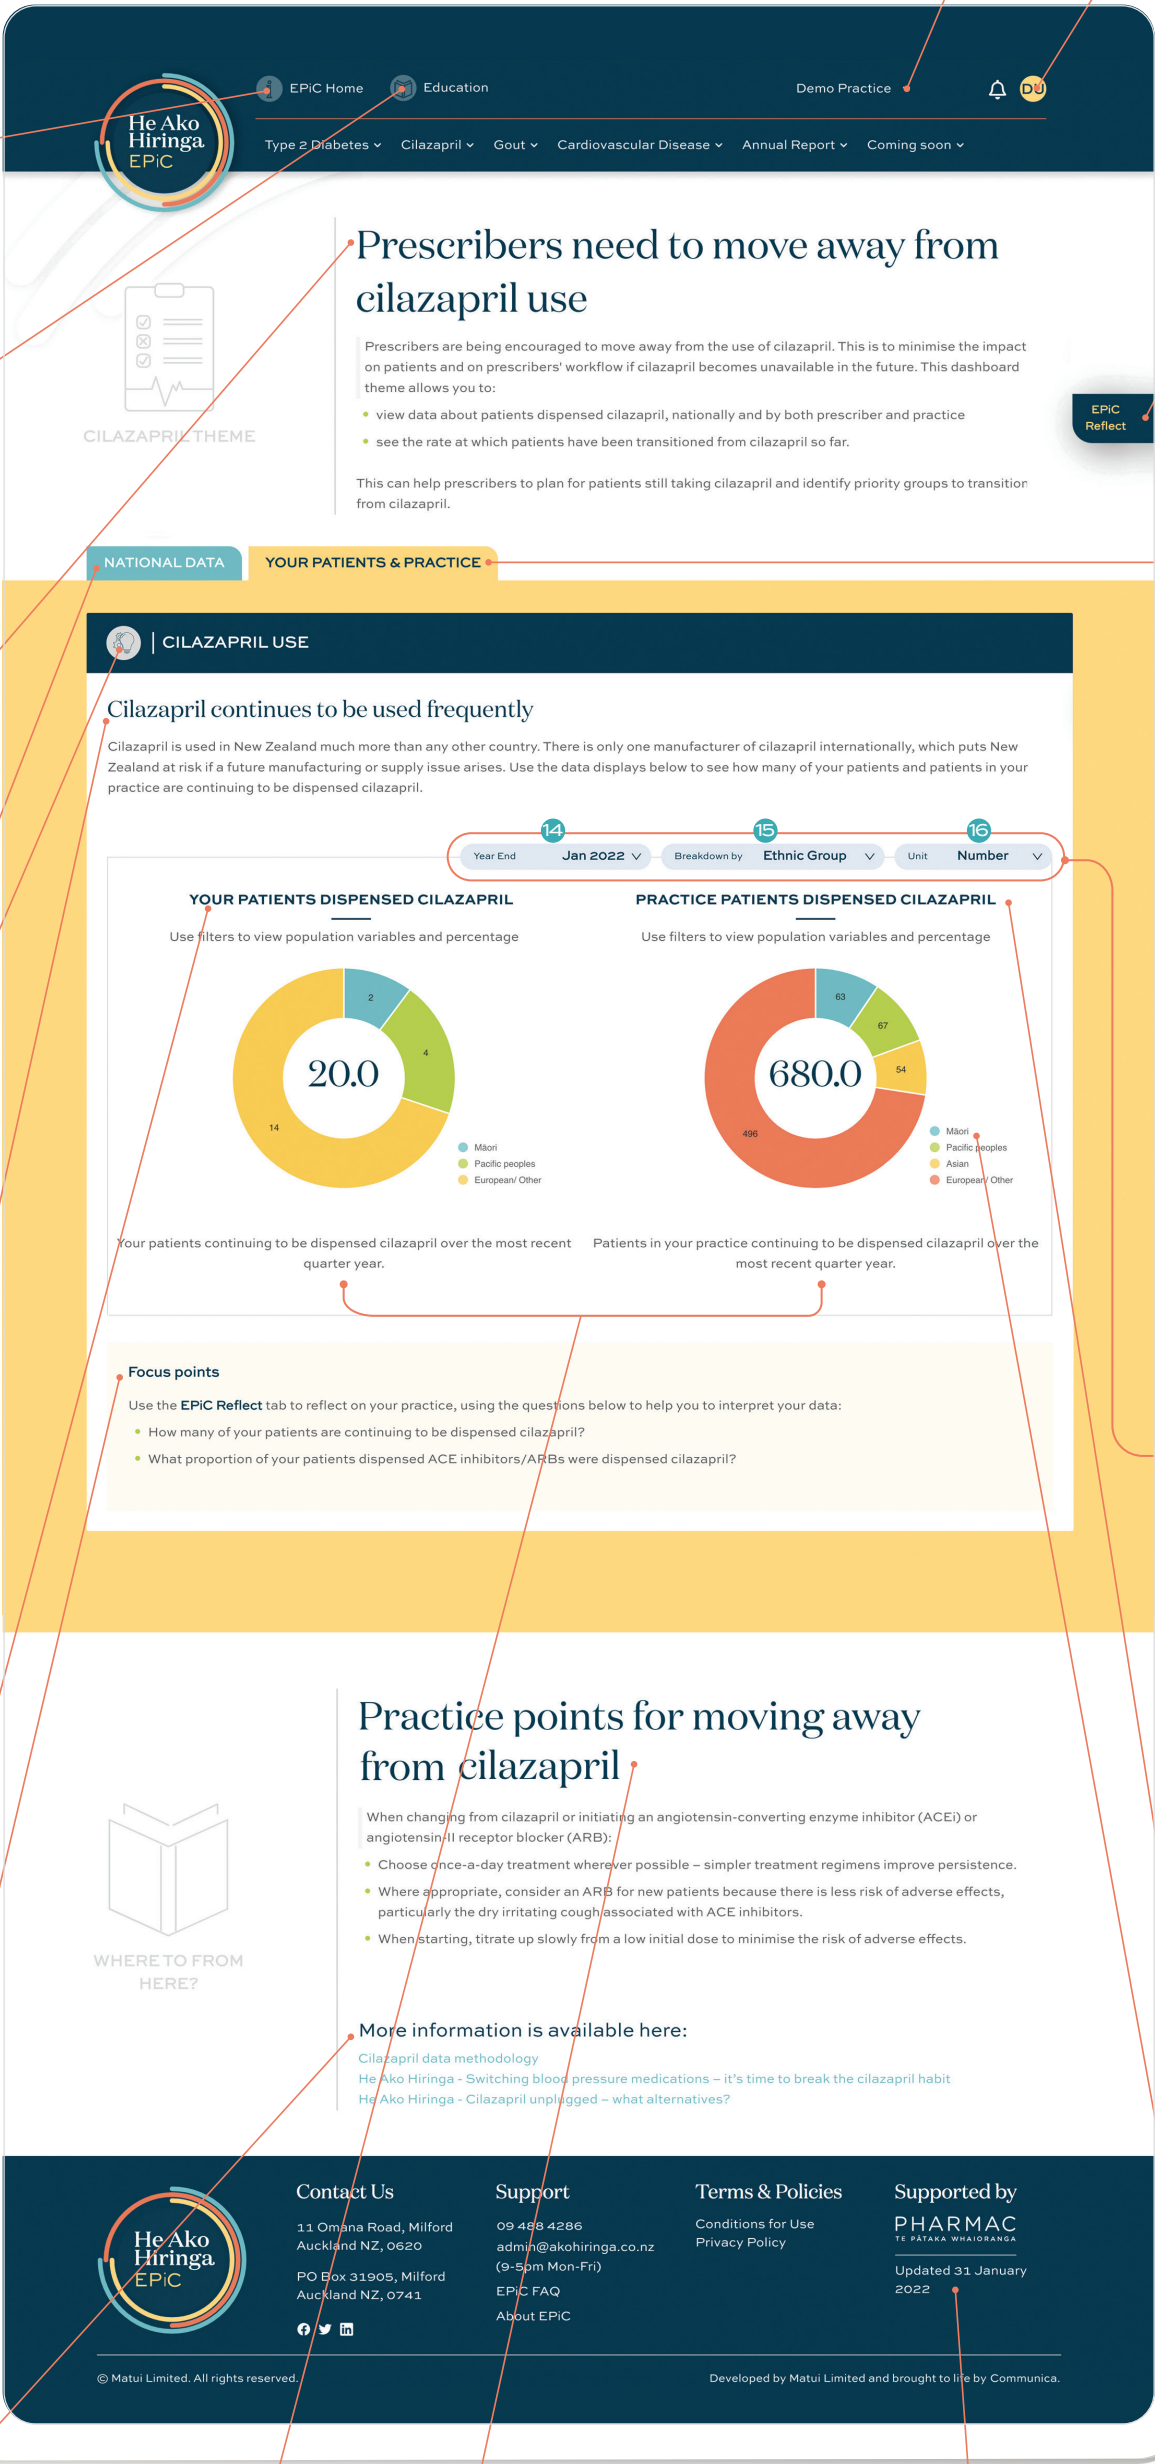 He Ako
Hiringa
EPiC
EPiC Home
Education
Demo Practice
DU
Type 2 Diabetes
Cilazapril
Gout
Cardiovascular Disease
Annual Report
Coming soon
Prescribers need to move away from
cilazapril use
Prescribers are being encouraged to move away from the use of cilazapril. This is to minimise the impact
on patients and on prescribers' workflow if cilazapril becomes unavailable in the future. This dashboard
theme allows you to:
• view data about patients dispensed cilazapril, nationally and by both prescriber and practice
• see the rate at which patients have been transitioned from cilazapril so far.
This can help prescribers to plan for patients still taking cilazapril and identify priority groups to transition
from cilazapril.
CILAZAPRIL THEME
EPiC
Reflect
NATIONAL DATA
YOUR PATIENTS & PRACTICE
CILAZAPRIL USE
Cilazapril continues to be used frequently
Cilazapril is used in New Zealand much more than any other country. There is only one manufacturer of cilazapril internationally, which puts New
Zealand at risk if a future manufacturing or supply issue arises. Use the data displays below to see how many of your patients and patients in your
practice are continuing to be dispensed cilazapril.
14
15
16
Year End Jan 2022
Breakdown by Ethnic Group
Unit Number
YOUR PATIENTS DISPENSED CILAZAPRIL
Use filters to view population variables and percentage
2
4
14
20.0
Māori
Pacific peoples
European/ Other
Your patients continuing to be dispensed cilazapril over the most recent
quarter year.
PRACTICE PATIENTS DISPENSED CILAZAPRIL
Use filters to view population variables and percentage
63
67
54
496
680.0
Māori
Pacific peoples
Asian
European/ Other
Patients in your practice continuing to be dispensed cilazapril over the
most recent quarter year.
Focus points
Use the EPiC Reflect tab to reflect on your practice, using the questions below to help you to interpret your data:
• How many of your patients are continuing to be dispensed cilazapril?
• What proportion of your patients dispensed ACE inhibitors/ARBs were dispensed cilazapril?
Practice points for moving away
from cilazapril
When changing from cilazapril or initiating an angiotensin-converting enzyme inhibitor (ACEi) or
angiotensin-II receptor blocker (ARB):
• Choose once-a-day treatment wherever possible – simpler treatment regimens improve persistence.
• Where appropriate, consider an ARB for new patients because there is less risk of adverse effects,
particularly the dry irritating cough associated with ACE inhibitors.
• When starting, titrate up slowly from a low initial dose to minimise the risk of adverse effects.
WHERE TO FROM
HERE?
More information is available here:
Cilazapril data methodology
He Ako Hiringa - Switching blood pressure medications – it's time to break the cilazapril habit
He Ako Hiringa - Cilazapril unplugged – what alternatives?
He Ako
Hiringa
EPiC
Contact Us
11 Omana Road, Milford
Auckland NZ, 0620
PO Box 31905, Milford
Auckland NZ, 0741
Support
09 488 4286
admin@akohiringa.co.nz
(9-5pm Mon-Fri)
EPiC FAQ
About EPiC
Terms & Policies
Conditions for Use
Privacy Policy
Supported by
PHARMAC
TE PĀTAKA WHAIORANGA
Updated 31 January
2022
© Matui Limited. All rights reserved.
Developed by Matui Limited and brought to life by Communica.